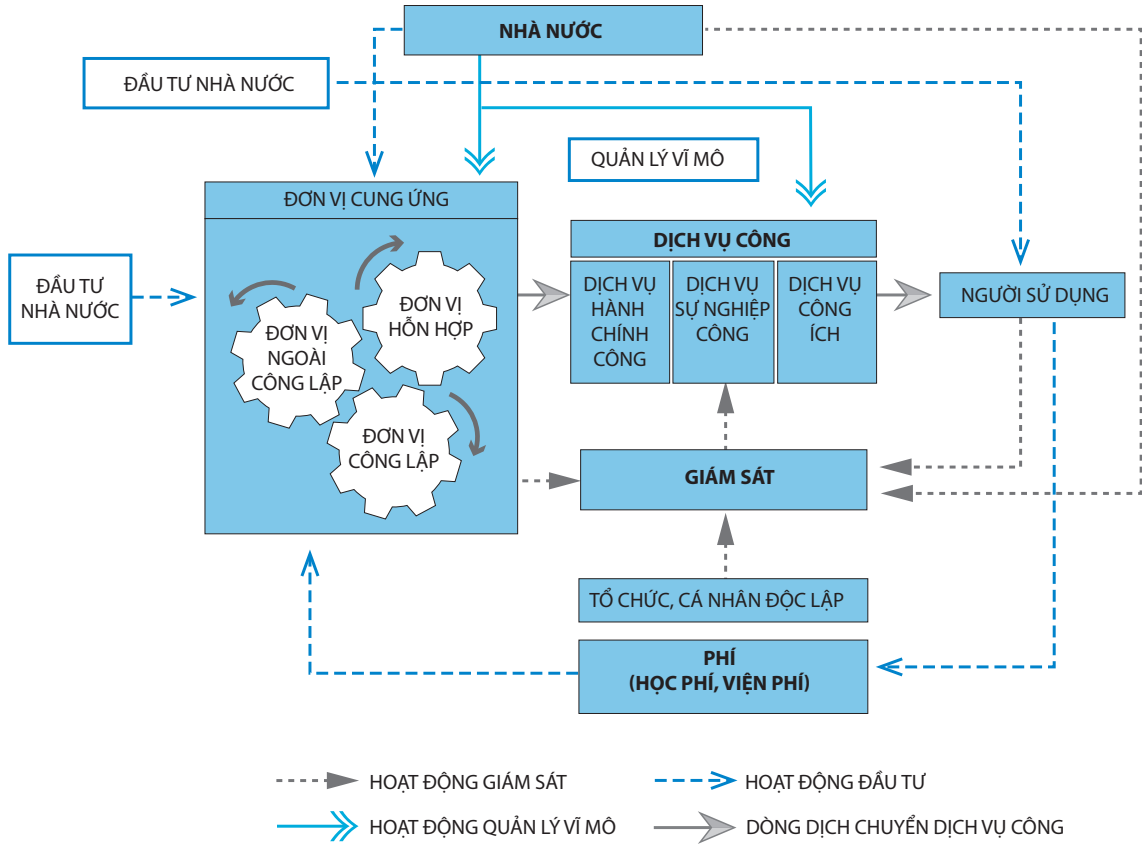 NHÀ NƯỚC
ĐẦU TƯ NHÀ NƯỚC
QUẢN LÝ VĨ MÔ
ĐƠN VỊ CUNG ỨNG
ĐẦU TƯ
NHÀ NƯỚC
ĐƠN VỊ
HỖN HỢP
ĐƠN VỊ
NGOÀI
CÔNG LẬP
ĐƠN VỊ
CÔNG LẬP
DỊCH VỤ CÔNG
DỊCH VỤ
HÀNH
CHÍNH
CÔNG
DỊCH VỤ
SỰ NGHIỆP
CÔNG
DỊCH VỤ
CÔNG
ÍCH
NGƯỜI SỬ DỤNG
GIÁM SÁT
TỔ CHỨC, CÁ NHÂN ĐỘC LẬP
PHÍ
(HỌC PHÍ, VIỆN PHÍ)
HOẠT ĐỘNG GIÁM SÁT
HOẠT ĐỘNG ĐẦU TƯ
HOẠT ĐỘNG QUẢN LÝ VĨ MÔ
DÒNG DỊCH CHUYỂN DỊCH VỤ CÔNG